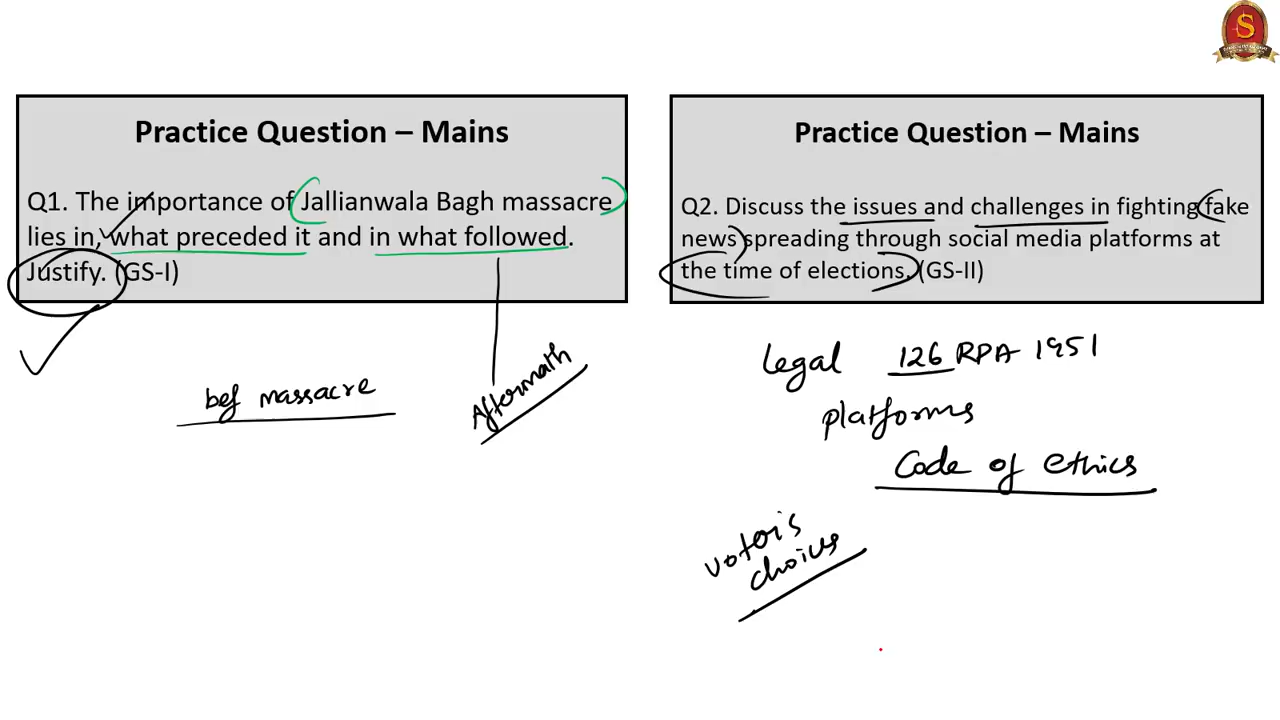 Practice Question – Mains
Q1. The importance of Jallianwala Bagh massacre
lies in, what preceded it and in what followed.
Justify. (GS-I)
bef massacre
Aftermath
Practice Question – Mains
Q2. Discuss the issues and challenges in fighting fake
news spreading through social media platforms at
the time of elections. (GS-II)
Legal 126 RPA 1951
platforms
Code of ethics
voter's
choices
S